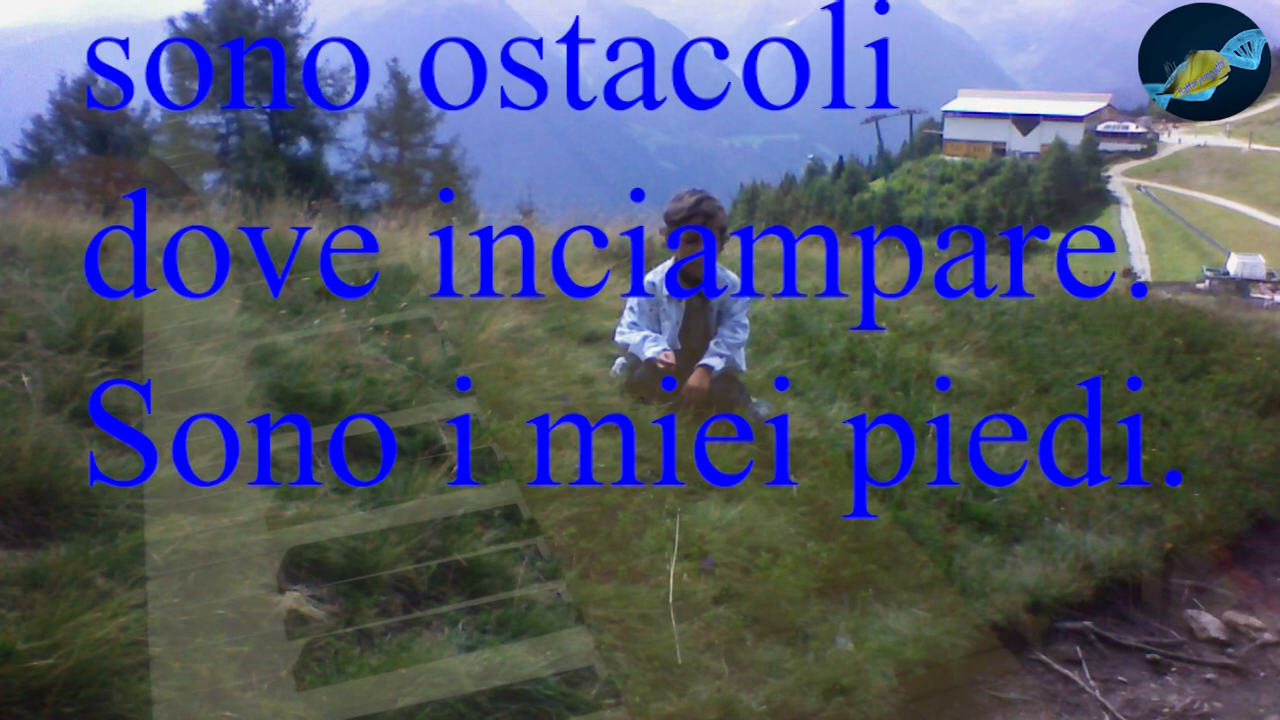 sono ostacoli
dove inciampare.
Sono i miei piedi.